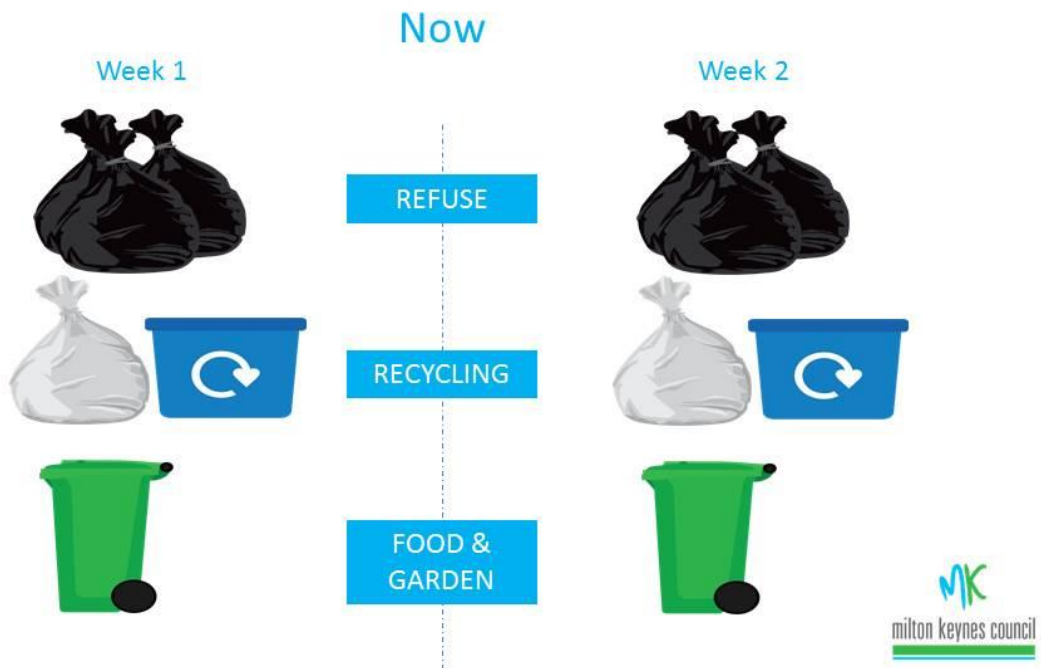 Now
Week 1
Week 2
REFUSE
RECYCLING
FOOD &
GARDEN
MK
milton keynes council